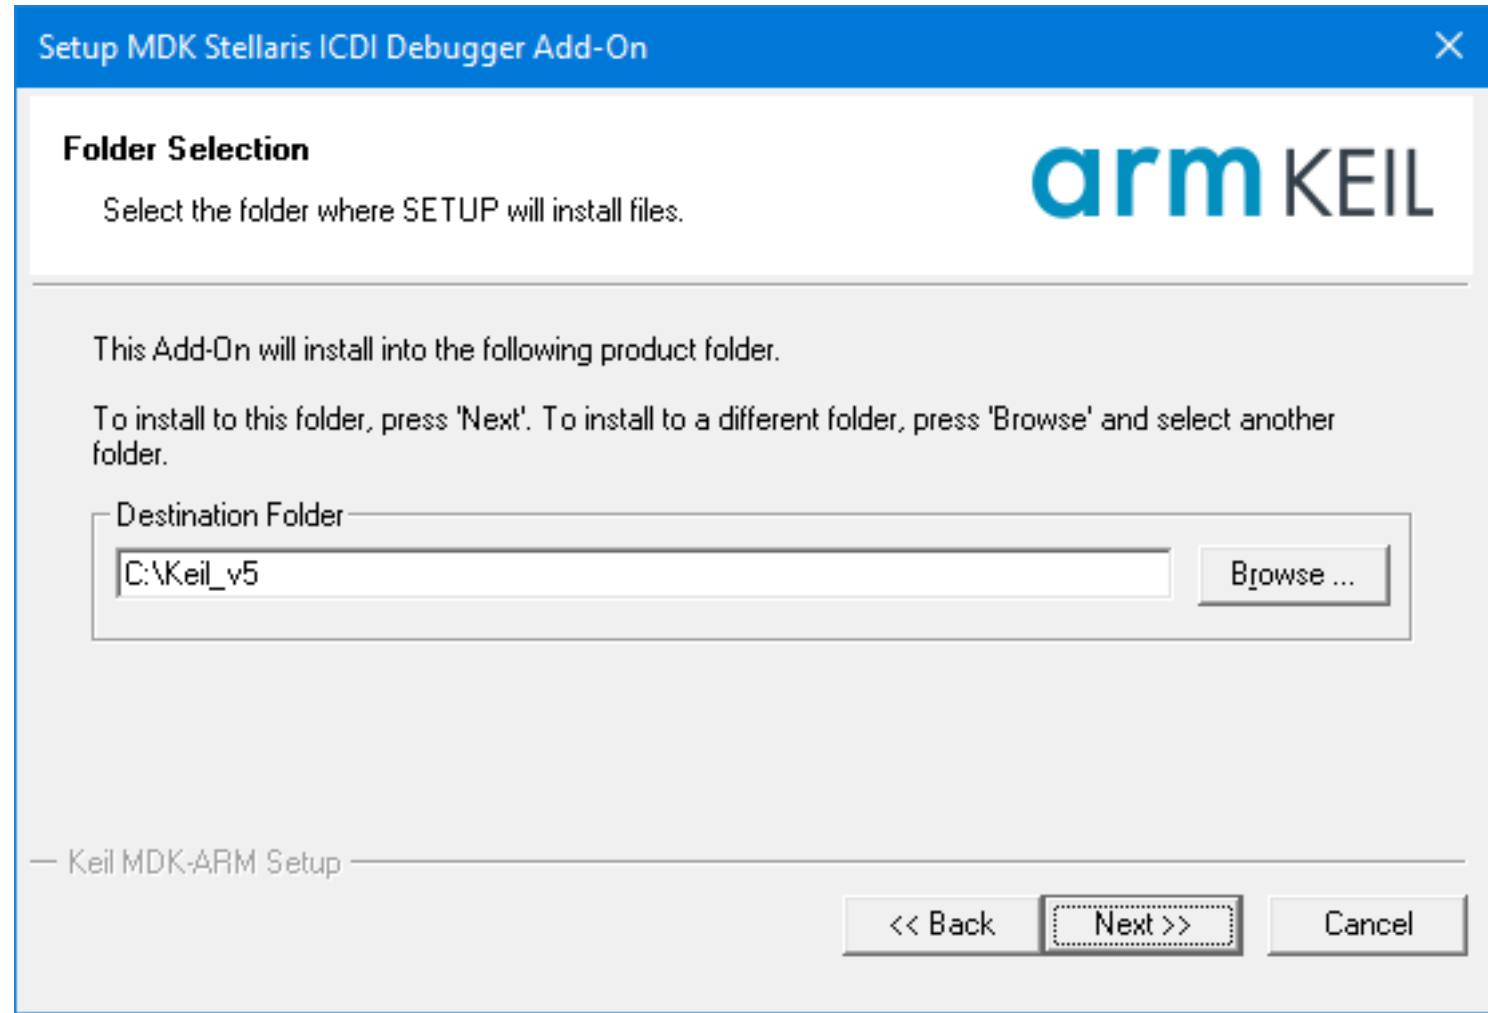 Setup MDK Stellaris ICDI Debugger Add-On
Folder Selection
Select the folder where SETUP will install files.
arm KEIL
This Add-On will install into the following product folder.
To install to this folder, press 'Next'. To install to a different folder, press 'Browse' and select another
folder.
Destination Folder
C:\Keil_v5
Browse ...
Keil MDK-ARM Setup
<< Back
Next >>
Cancel